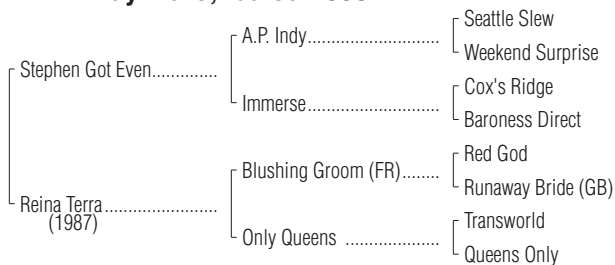 Seattle Slew
A.P. Indy
Weekend Surprise
Stephen Got Even
Cox's Ridge
Immerse
Baroness Direct
Red God
Blushing Groom (FR)
Runaway Bride (GB)
Reina Terra
(1987)
Transworld
Only Queens
Queens Only